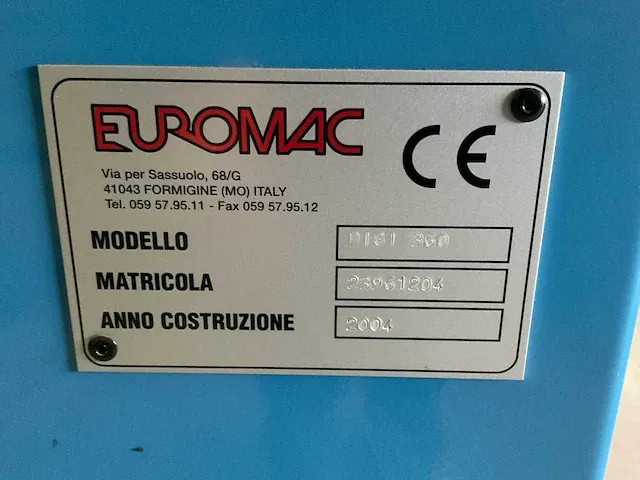 EUROMAC
CE
Via per Sassuolo, 68/G
41043 FORMIGINE (MO) ITALY
Tel. 059 57.95.11 - Fax 059 57.95.12
MODELLO DIGI 360
MATRICOLA 23961204
ANNO COSTRUZIONE 2004